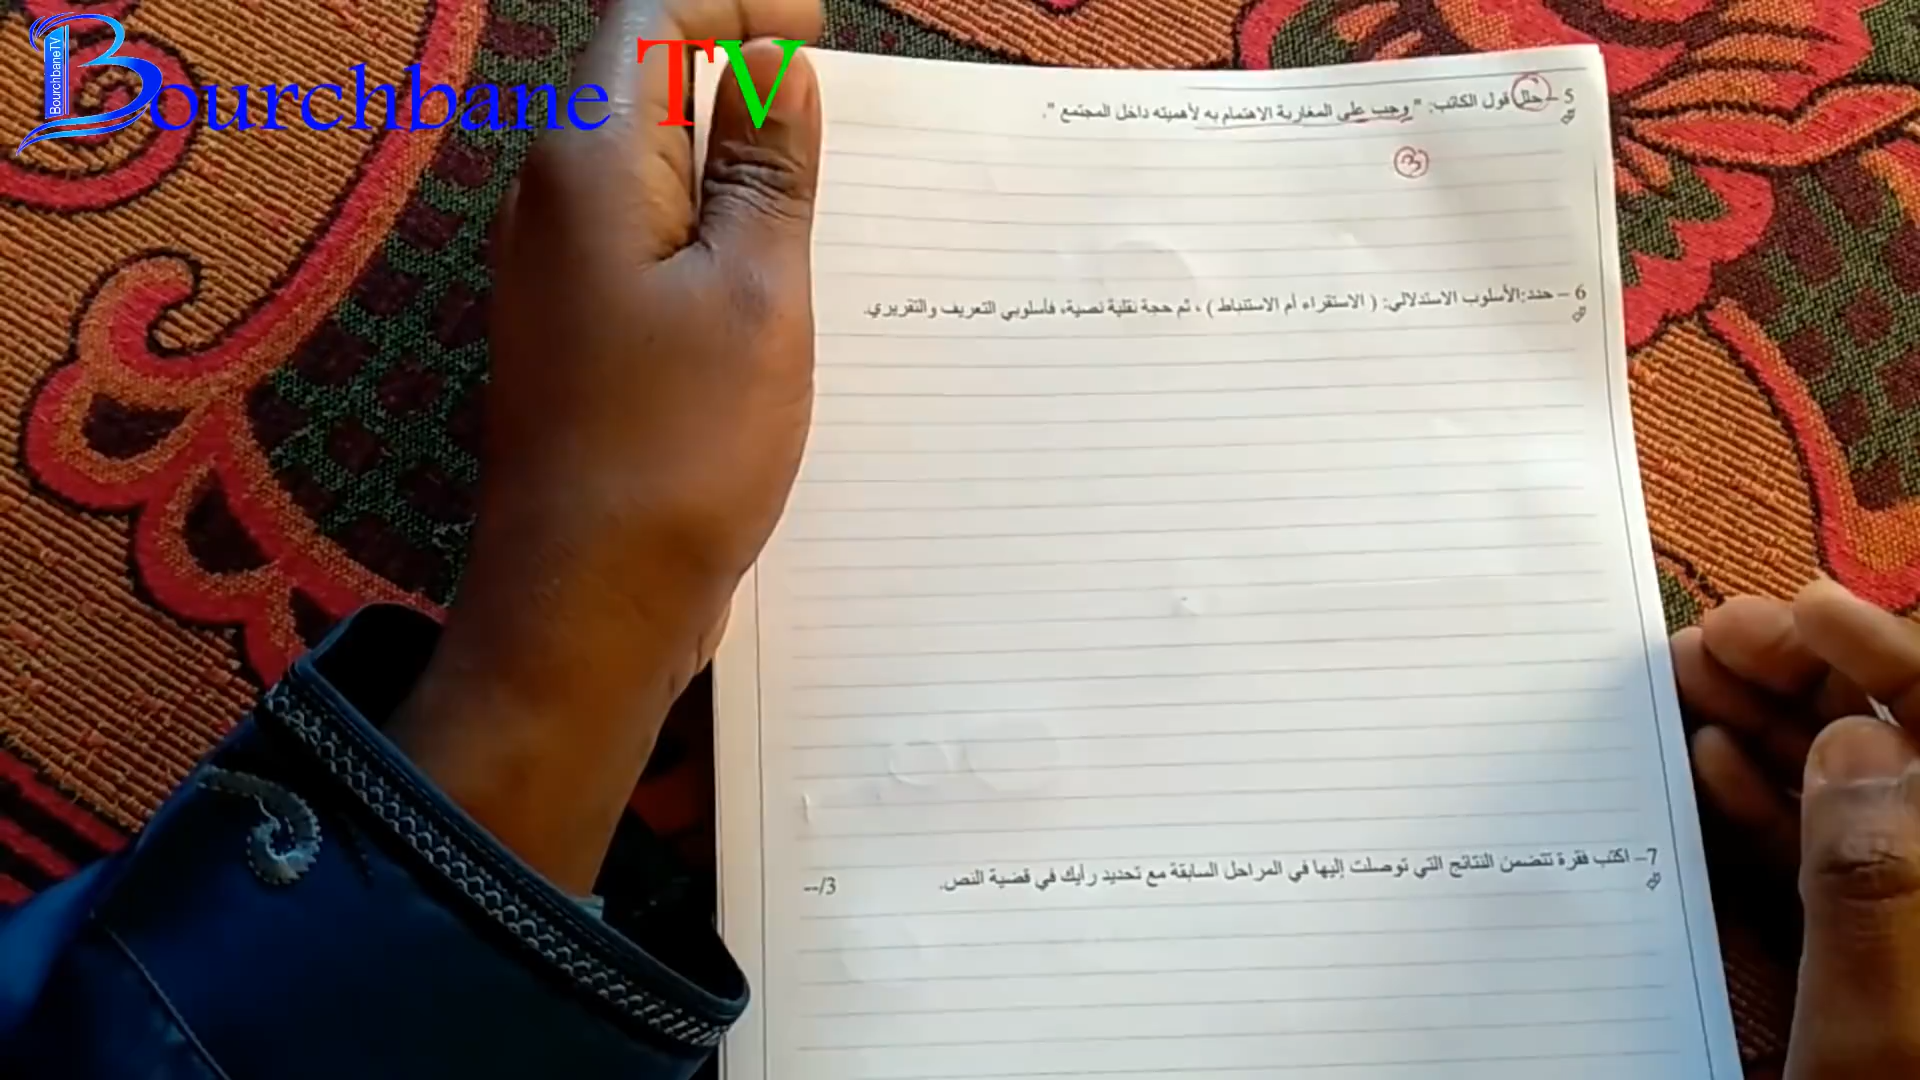 BourchbaneTV
Bourchbane TV
5 – حلل قول الكاتب: " وجب على المغاربة الاهتمام به لأهميته داخل المجتمع ".
3
6 – حدد:الأسلوب الاستدلالي: ( الاستقراء أم الاستنباط ) ، ثم حجة نقلية نصية، فأسلوبي التعريف والتقريري.
7– اكتب فقرة تتضمن النتائج التي توصلت إليها في المراحل السابقة مع تحديد رأيك في قضية النص. 3/--